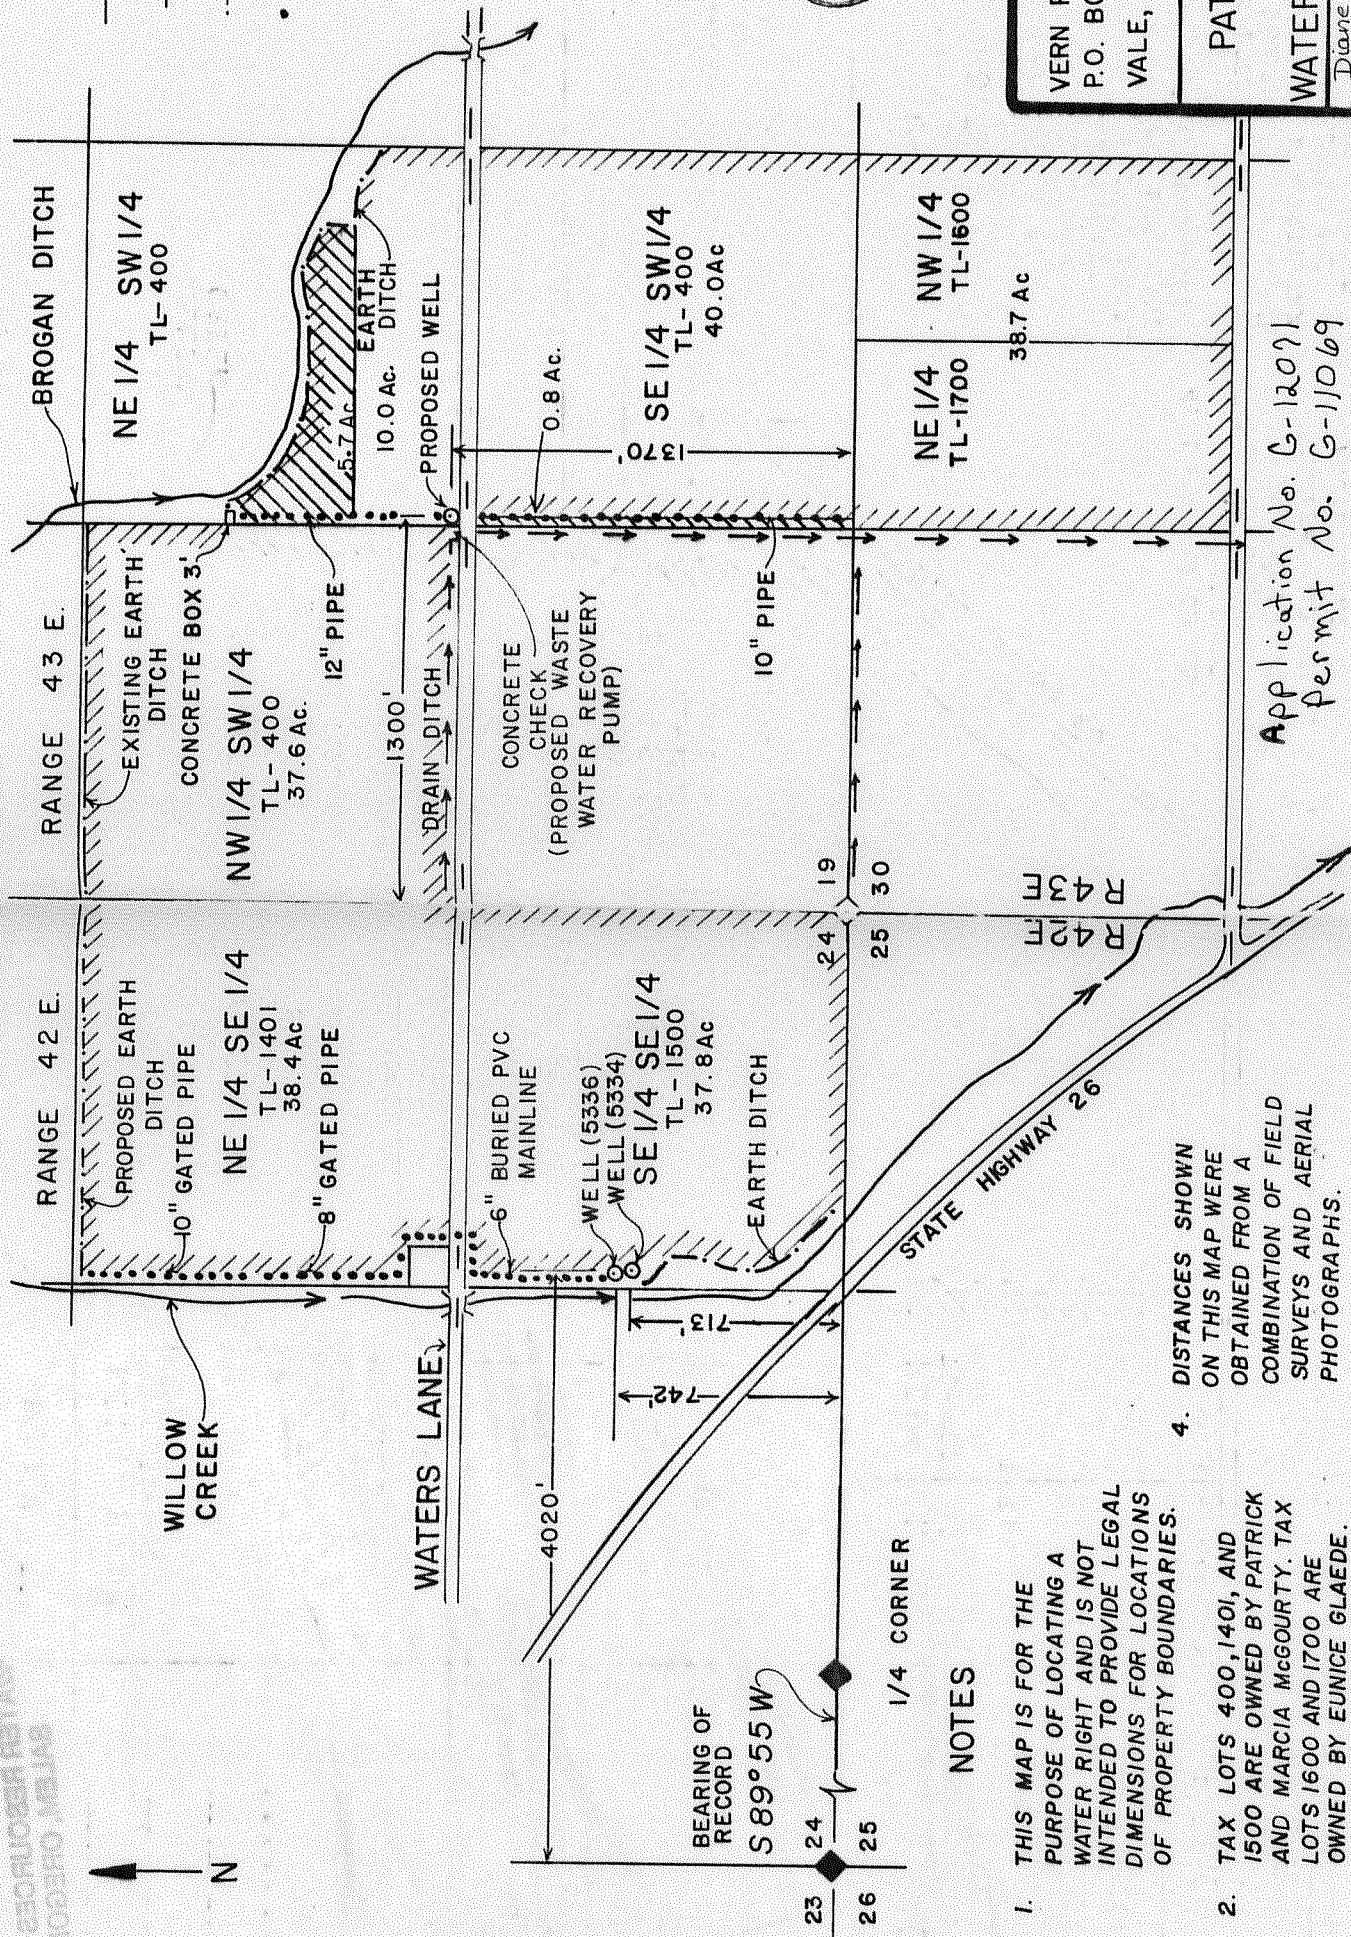 RANGE 42 E.
RANGE 43 E.
BROGAN DITCH
NE 1/4 SW 1/4
TL-400
EXISTING EARTH
DITCH
CONCRETE BOX 3'
PROPOSED EARTH
DITCH
10" GATED PIPE
NE 1/4 SE 1/4
TL-1401
38.4 Ac
8" GATED PIPE
NW 1/4 SW 1/4
TL-400
37.6 Ac.
12" PIPE
1300'
DRAIN DITCH
5.7 Ac
10.0 Ac.
EARTH
DITCH
PROPOSED WELL
WILLOW
CREEK
WATERS LANE
4020'
6" BURIED PVC
MAINLINE
WELL (5336)
WELL (5334)
SE 1/4 SE 1/4
TL-1500
37.8 Ac
EARTH DITCH
742'
713'
CONCRETE
CHECK
(PROPOSED WASTE
WATER RECOVERY
PUMP)
10" PIPE
0.8 Ac.
1370'
SE 1/4 SW 1/4
TL-400
40.0 Ac
24 19
25 30
R 42E
R 43E
NE 1/4
TL-1700
NW 1/4
TL-1600
38.7 Ac
STATE HIGHWAY 26
BEARING OF
RECORD
S 89° 55 W
23 24
26 25
1/4 CORNER
N
NOTES
1. THIS MAP IS FOR THE
PURPOSE OF LOCATING A
WATER RIGHT AND IS NOT
INTENDED TO PROVIDE LEGAL
DIMENSIONS FOR LOCATIONS
OF PROPERTY BOUNDARIES.
2. TAX LOTS 400, 1401, AND
1500 ARE OWNED BY PATRICK
AND MARCIA McGOURTY. TAX
LOTS 1600 AND 1700 ARE
OWNED BY EUNICE GLAEDE.
4. DISTANCES SHOWN
ON THIS MAP WERE
OBTAINED FROM A
COMBINATION OF FIELD
SURVEYS AND AERIAL
PHOTOGRAPHS.
Application No. G-12071
Permit No. G-11069
VERN
P.O. BO
VALE,
PAT
WATER
Diane
WATER RESOURCES
SALEM, OREGO